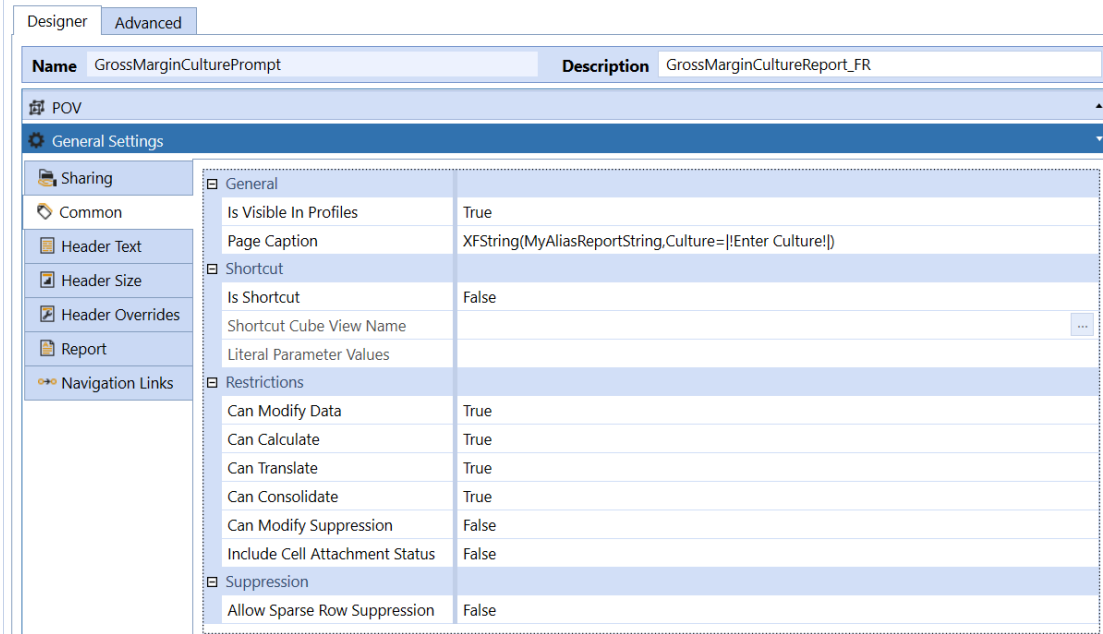 Designer Advanced
Name GrossMarginCulturePrompt Description GrossMarginCultureReport_FR
POV
General Settings
Sharing
Common
Header Text
Header Size
Header Overrides
Report
Navigation Links
General
Is Visible In Profiles True
Page Caption XFString(MyAliasReportString,Culture=|!Enter Culture!|)
Shortcut
Is Shortcut False
Shortcut Cube View Name ...
Literal Parameter Values
Restrictions
Can Modify Data True
Can Calculate True
Can Translate True
Can Consolidate True
Can Modify Suppression False
Include Cell Attachment Status False
Suppression
Allow Sparse Row Suppression False